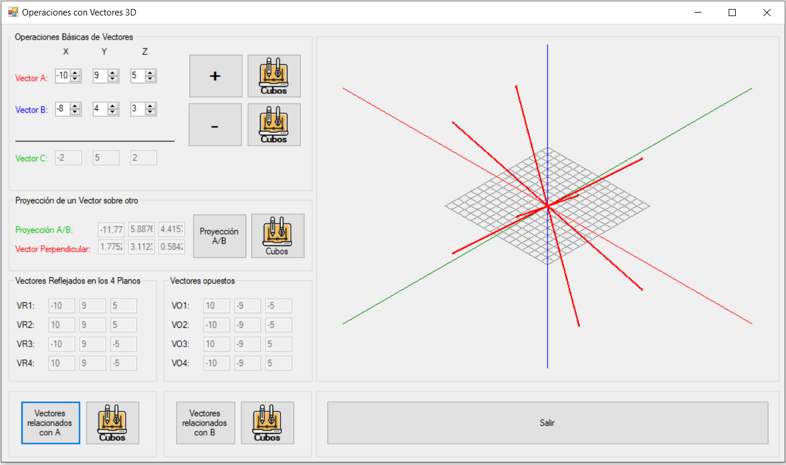 Operaciones con Vectores 3D
Operaciones Básicas de Vectores
X Y Z
Vector A: -10 9 5
+
Cubos
Vector B: -8 4 3
-
Cubos
Vector C: -2 5 2
Proyección de un Vector sobre otro
Proyección A/B: -11.77 5.887 4.415
Vector Perpendicular: 1.775 3.112 0.584
Proyección
A/B
Cubos
Vectores Reflejados en los 4 Planos
VR1: -10 9 5
VR2: 10 9 5
VR3: -10 9 -5
VR4: 10 9 -5
Vectores opuestos
VO1: 10 -9 -5
VO2: -10 -9 -5
VO3: 10 -9 5
VO4: -10 -9 5
Vectores
relacionados
con A
Cubos
Vectores
relacionados
con B
Cubos
Salir